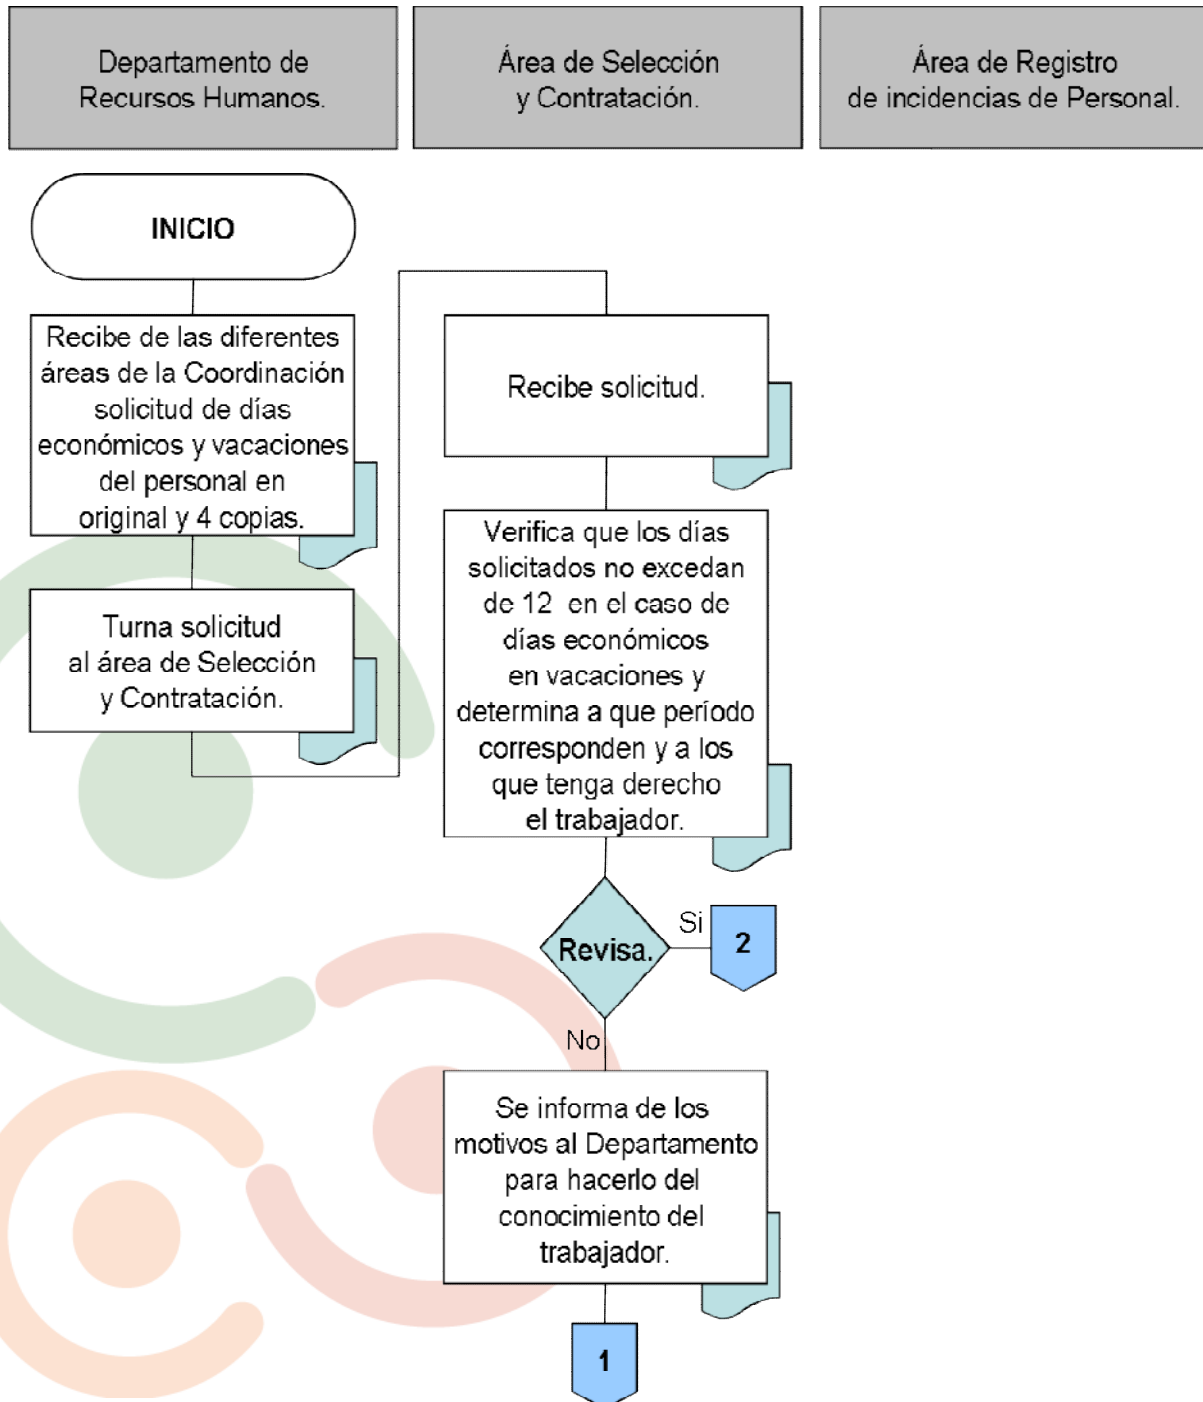 Departamento de
Recursos Humanos.
Área de Selección
y Contratación.
Área de Registro
de incidencias de Personal.
INICIO
Recibe de las diferentes
áreas de la Coordinación
solicitud de días
económicos y vacaciones
del personal en
original y 4 copias.
Turna solicitud
al área de Selección
y Contratación.
Recibe solicitud.
Verifica que los días
solicitados no excedan
de 12 en el caso de
días económicos
en vacaciones y
determina a que período
corresponden y a los
que tenga derecho
el trabajador.
Revisa.
Si
2
No
Se informa de los
motivos al Departamento
para hacerlo del
conocimiento del
trabajador.
1